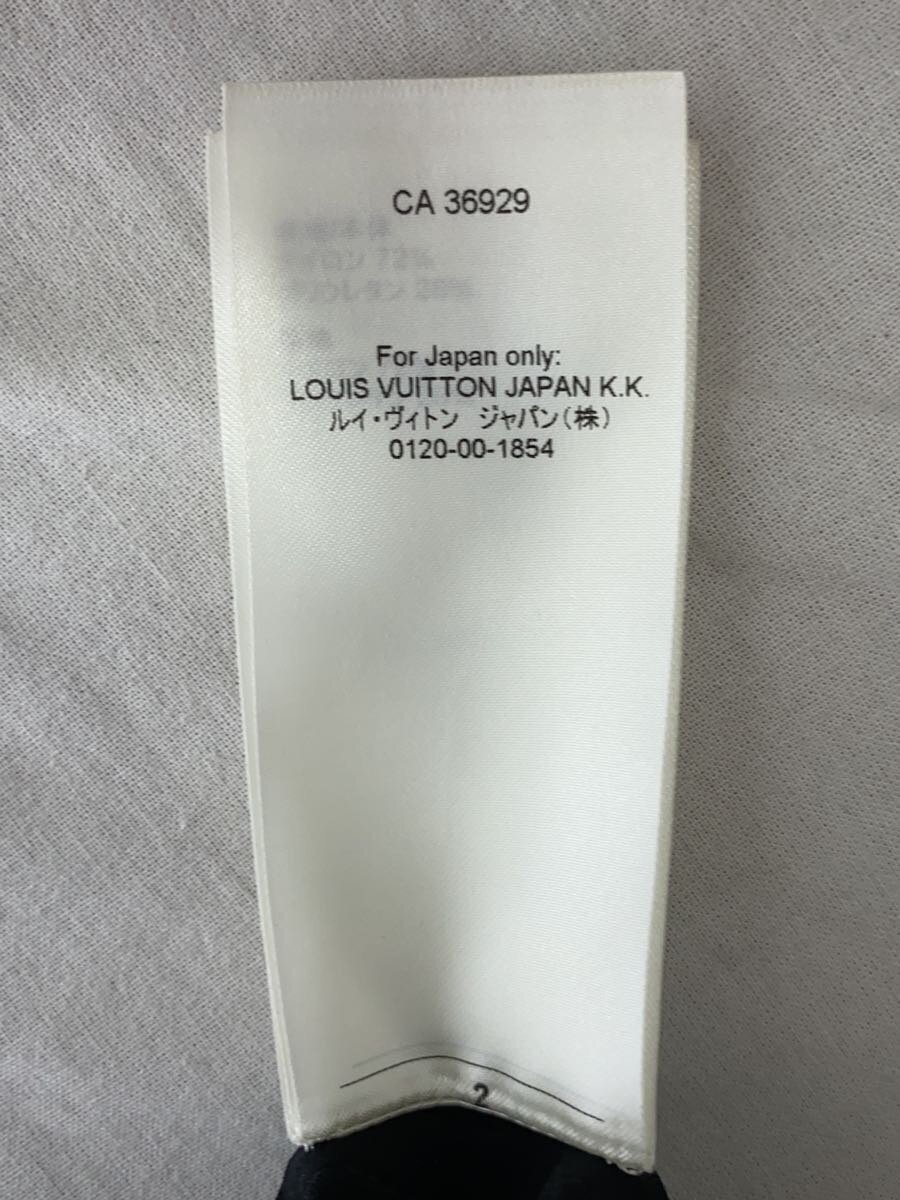 CA 36929
For Japan only:
LOUIS VUITTON JAPAN K.K.
ルイ・ヴィトン ジャパン(株)
0120-00-1854
2